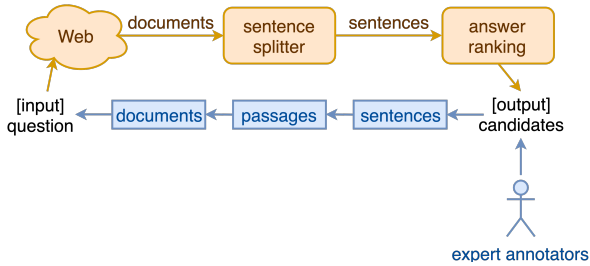 documents
sentences
Web
sentence
splitter
answer
ranking
[input]
question
documents
passages
sentences
[output]
candidates
expert annotators